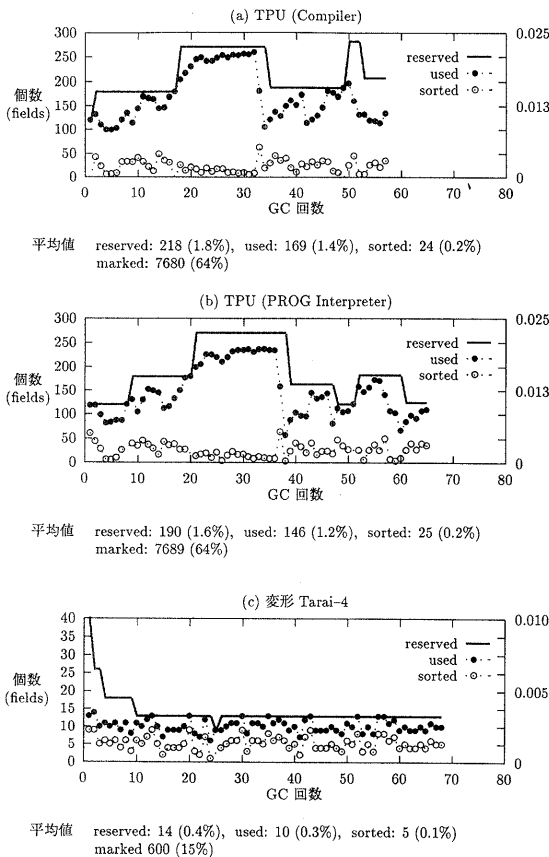 (a) TPU (Compiler)
300
250
200
150
100
50
0
個数
(fields)
0.025
0.013
0
reserved
used
sorted
0 10 20 30 40 50 60 70 80
GC 回数
平均値 reserved: 218 (1.8%), used: 169 (1.4%), sorted: 24 (0.2%)
marked: 7680 (64%)
(b) TPU (PROG Interpreter)
300
250
200
150
100
50
0
個数
(fields)
0.025
0.013
0
reserved
used
sorted
0 10 20 30 40 50 60 70 80
GC 回数
平均値 reserved: 190 (1.6%), used: 146 (1.2%), sorted: 25 (0.2%)
marked: 7689 (64%)
(c) 変形 Tarai–4
40
35
30
25
20
15
10
5
0
個数
(fields)
0.010
0.005
0
reserved
used
sorted
0 10 20 30 40 50 60 70 80
GC 回数
平均値 reserved: 14 (0.4%), used: 10 (0.3%), sorted: 5 (0.1%)
marked 600 (15%)